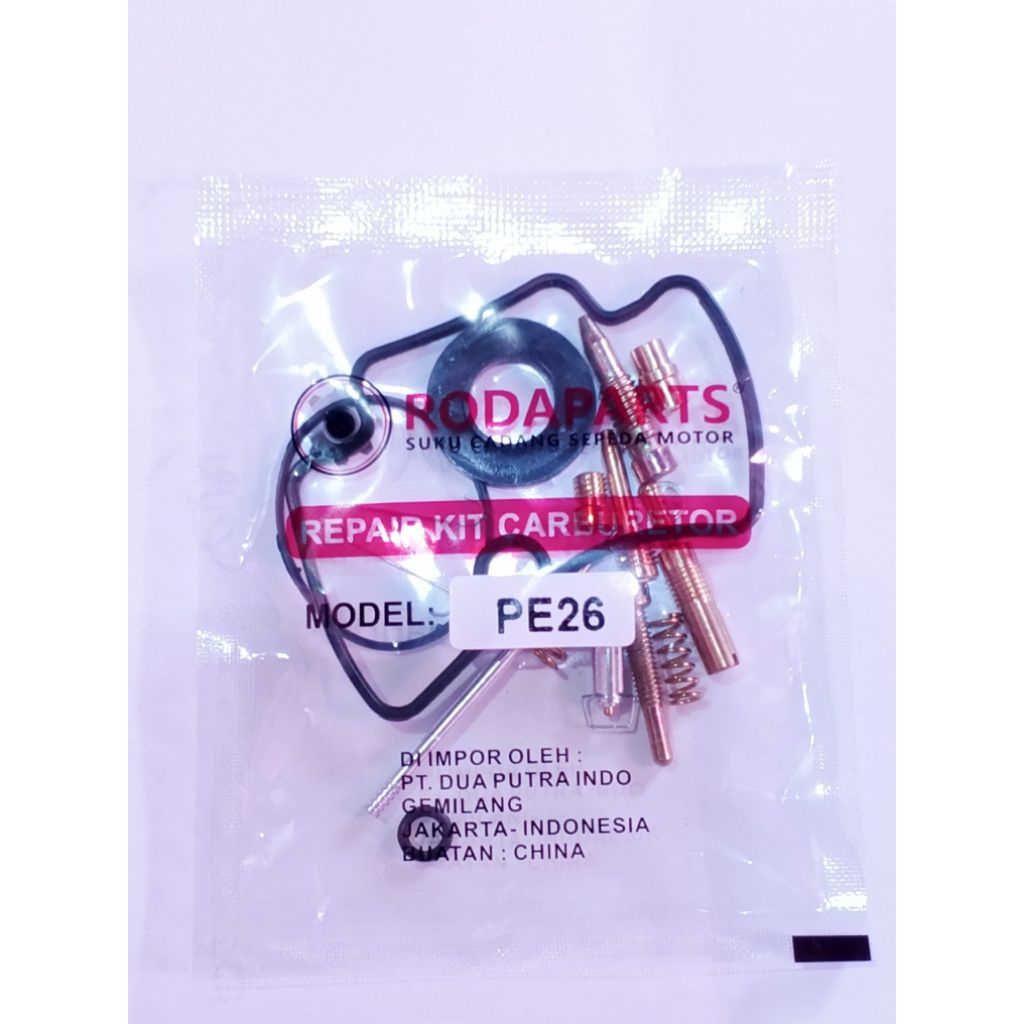 RODAPARTS®
SUKU CADANG SEPEDA MOTOR
REPAIR KIT CARBURETOR
MODEL: PE26
DI IMPOR OLEH :
PT. DUA PUTRA INDO
GEMILANG
JAKARTA- INDONESIA
BUATAN : CHINA